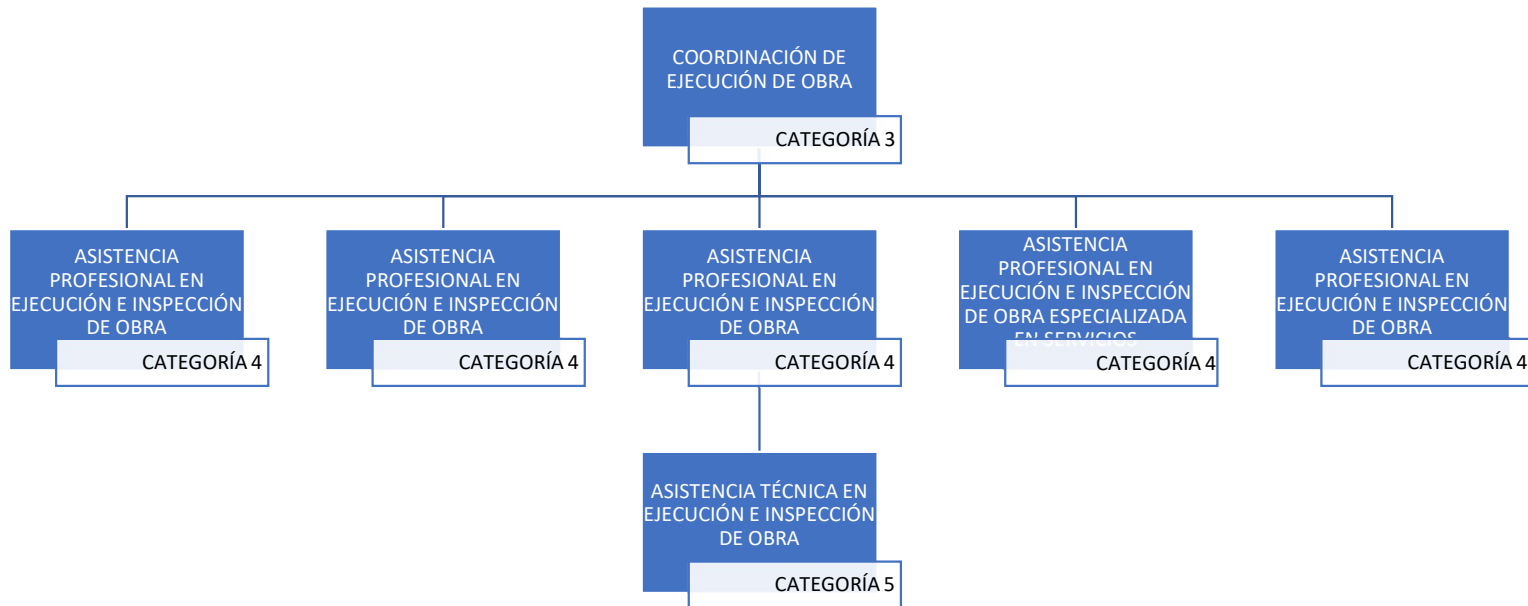 COORDINACIÓN DE
EJECUCIÓN DE OBRA
CATEGORÍA 3
ASISTENCIA
PROFESIONAL EN
EJECUCIÓN E INSPECCIÓN
DE OBRA
CATEGORÍA 4
ASISTENCIA
PROFESIONAL EN
EJECUCIÓN E INSPECCIÓN
DE OBRA
CATEGORÍA 4
ASISTENCIA
PROFESIONAL EN
EJECUCIÓN E INSPECCIÓN
DE OBRA
CATEGORÍA 4
ASISTENCIA
PROFESIONAL EN
EJECUCIÓN E INSPECCIÓN
DE OBRA ESPECIALIZADA
EN SERVICIOS
CATEGORÍA 4
ASISTENCIA
PROFESIONAL EN
EJECUCIÓN E INSPECCIÓN
DE OBRA
CATEGORÍA 4
ASISTENCIA TÉCNICA EN
EJECUCIÓN E INSPECCIÓN
DE OBRA
CATEGORÍA 5